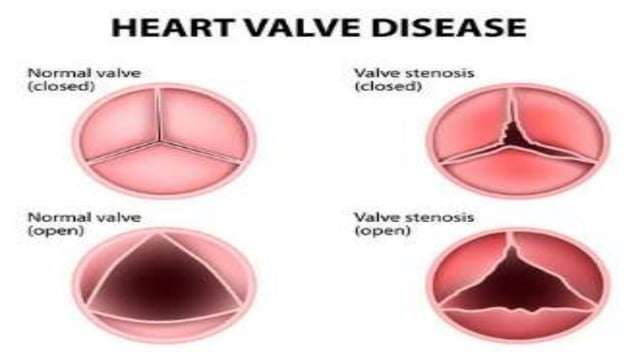 HEART VALVE DISEASE
Normal valve
(closed)
Valve stenosis
(closed)
Normal valve
(open)
Valve stenosis
(open)